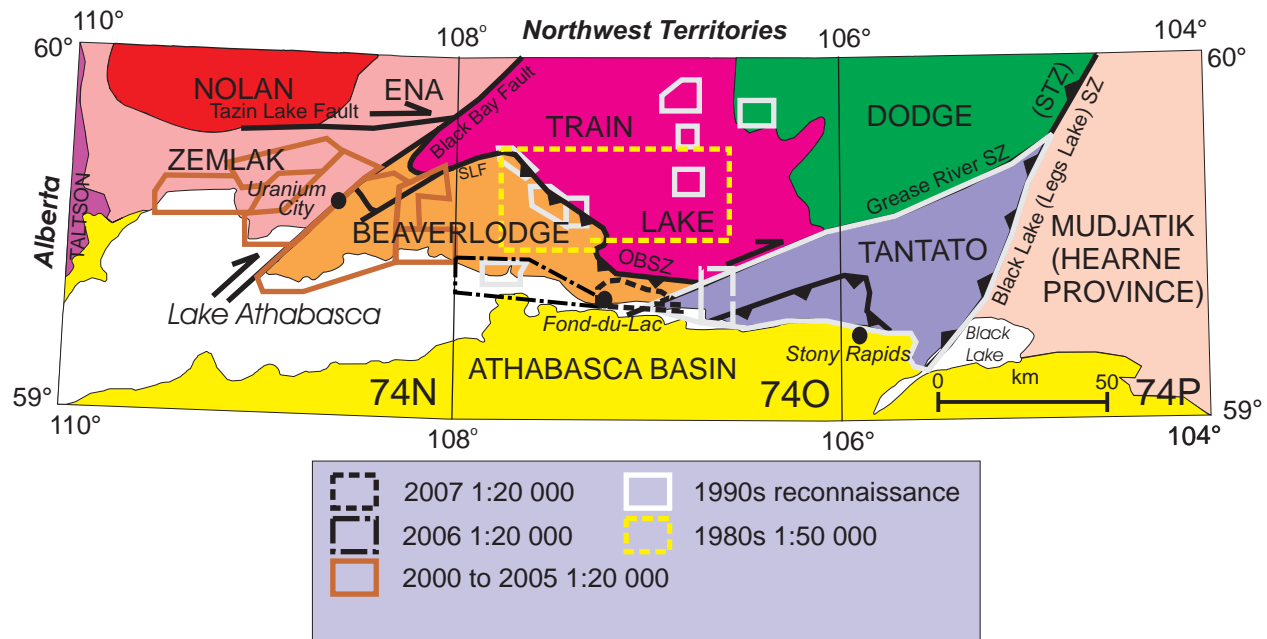 110°
108°
Northwest Territories
106°
104°
60°
60°
NOLAN
ENA
Tazin Lake Fault
Black Bay Fault
TRAIN
DODGE
(STZ)
ZEMLAK
SLF
Uranium
City
Grease River SZ
Black Lake (Legs Lake) SZ
Alberta
TALTSON
BEAVERLODGE
LAKE
TANTATO
MUDJATIK
(HEARNE
PROVINCE)
OBSZ
Lake Athabasca
Fond-du-Lac
Stony Rapids
Black
Lake
ATHABASCA BASIN
0
km
50
74N
74O
74P
59°
59°
110°
108°
106°
104°
2007 1:20 000
1990s reconnaissance
2006 1:20 000
1980s 1:50 000
2000 to 2005 1:20 000